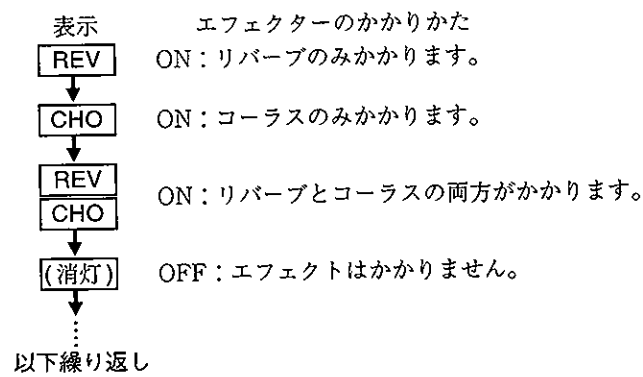 表示 エフェクターのかかりかた
REV ON：リバーブのみかかります。
CHO ON：コーラスのみかかります。
REV
CHO ON：リバーブとコーラスの両方がかかります。
(消灯) OFF：エフェクトはかかりません。
以下繰り返し